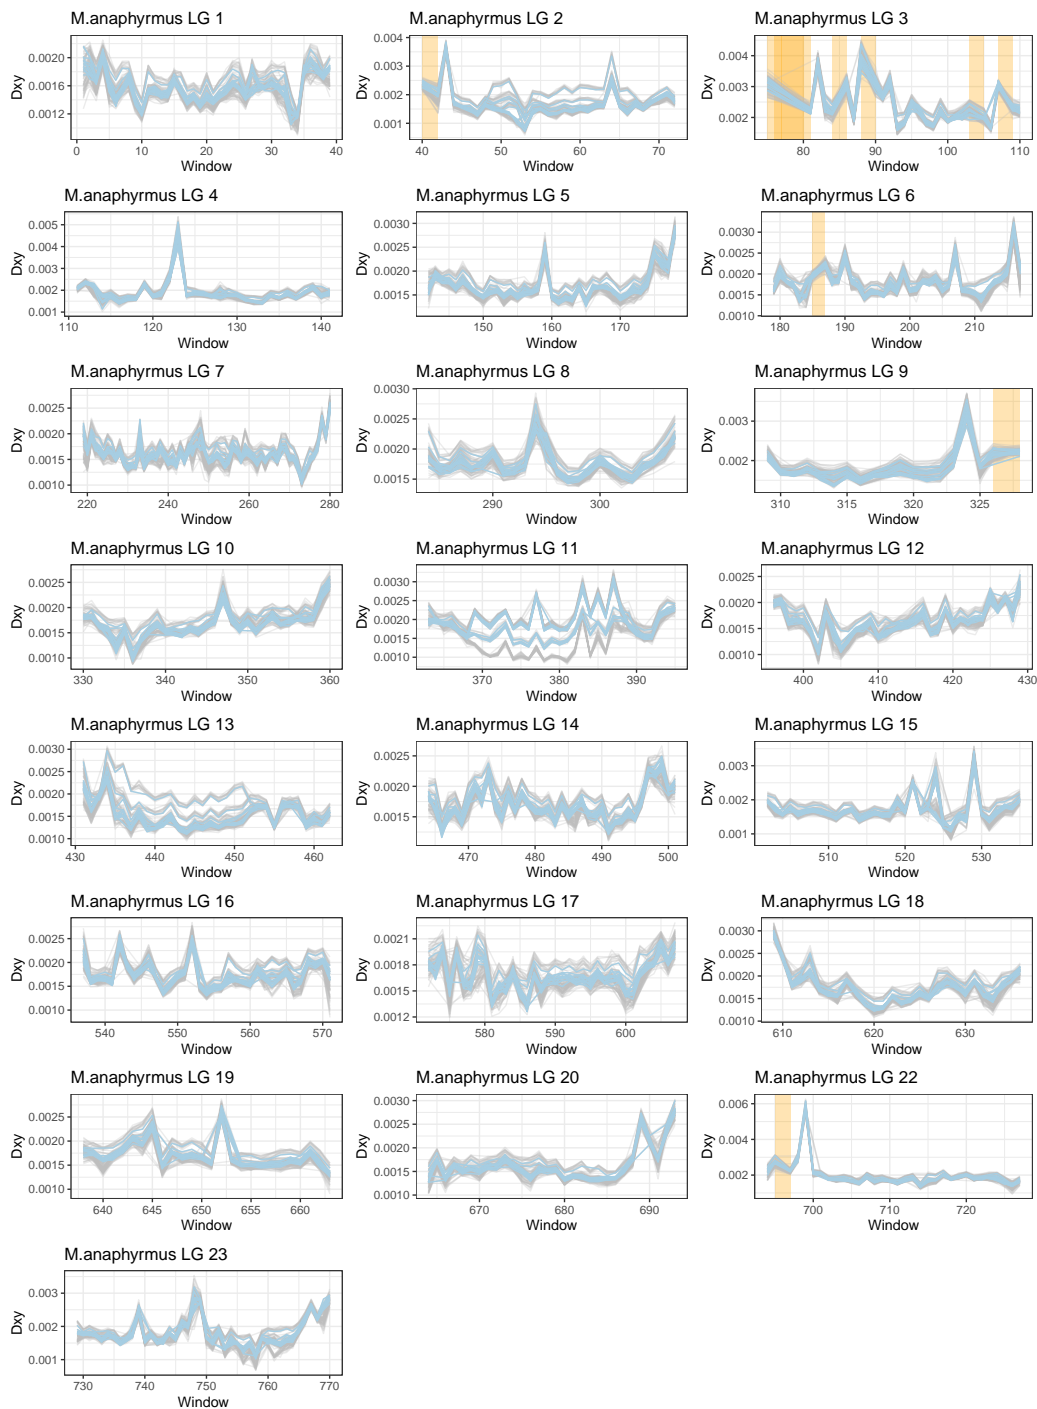 M.anaphyrmus LG 1
Dxy
0.0020
0.0016
0.0012
0 10 20 30 40
Window
M.anaphyrmus LG 2
Dxy
0.004
0.003
0.002
0.001
40 50 60 70
Window
M.anaphyrmus LG 3
Dxy
0.004
0.003
0.002
80 90 100 110
Window
M.anaphyrmus LG 4
Dxy
0.005
0.004
0.003
0.002
0.001
110 120 130 140
Window
M.anaphyrmus LG 5
Dxy
0.0030
0.0025
0.0020
0.0015
150 160 170
Window
M.anaphyrmus LG 6
Dxy
0.0030
0.0025
0.0020
0.0015
0.0010
180 190 200 210
Window
M.anaphyrmus LG 7
Dxy
0.0025
0.0020
0.0015
0.0010
220 240 260 280
Window
M.anaphyrmus LG 8
Dxy
0.0030
0.0025
0.0020
0.0015
290 300
Window
M.anaphyrmus LG 9
Dxy
0.003
0.002
310 315 320 325
Window
M.anaphyrmus LG 10
Dxy
0.0025
0.0020
0.0015
0.0010
330 340 350 360
Window
M.anaphyrmus LG 11
Dxy
0.0030
0.0025
0.0020
0.0015
0.0010
370 380 390
Window
M.anaphyrmus LG 12
Dxy
0.0025
0.0020
0.0015
0.0010
400 410 420 430
Window
M.anaphyrmus LG 13
Dxy
0.0030
0.0025
0.0020
0.0015
0.0010
430 440 450 460
Window
M.anaphyrmus LG 14
Dxy
0.0025
0.0020
0.0015
470 480 490 500
Window
M.anaphyrmus LG 15
Dxy
0.003
0.002
0.001
510 520 530
Window
M.anaphyrmus LG 16
Dxy
0.0025
0.0020
0.0015
0.0010
540 550 560 570
Window
M.anaphyrmus LG 17
Dxy
0.0021
0.0018
0.0015
0.0012
580 590 600
Window
M.anaphyrmus LG 18
Dxy
0.0030
0.0025
0.0020
0.0015
0.0010
610 620 630
Window
M.anaphyrmus LG 19
Dxy
0.0025
0.0020
0.0015
0.0010
640 645 650 655 660
Window
M.anaphyrmus LG 20
Dxy
0.0030
0.0025
0.0020
0.0015
0.0010
670 680 690
Window
M.anaphyrmus LG 22
Dxy
0.006
0.004
0.002
700 710 720
Window
M.anaphyrmus LG 23
Dxy
0.003
0.002
0.001
730 740 750 760 770
Window